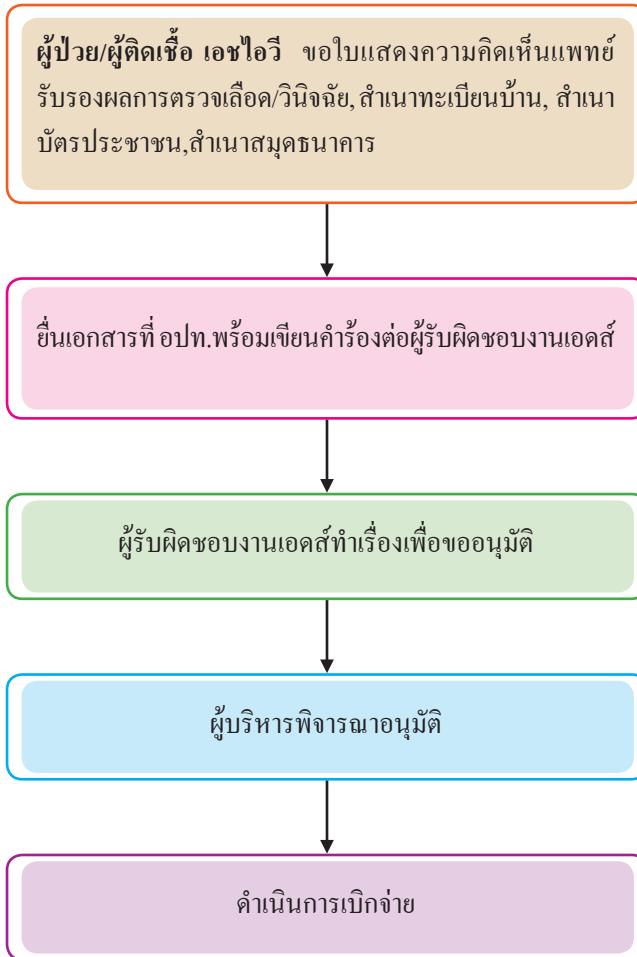 ผู้ป่วย/ผู้ติดเชื้อ เอชไอวี ขอใบแสดงความคิดเห็นแพทย์
รับรองผลการตรวจเลือด/วินิจฉัย, สำเนาทะเบียนบ้าน, สำเนา
บัตรประชาชน,สำเนาสมุดธนาคาร
ยื่นเอกสารที่ อปท.พร้อมเขียนคำร้องต่อผู้รับผิดชอบงานเอดส์
ผู้รับผิดชอบงานเอดส์ทำเรื่องเพื่อขออนุมัติ
ผู้บริหารพิจารณาอนุมัติ
ดำเนินการเบิกจ่าย